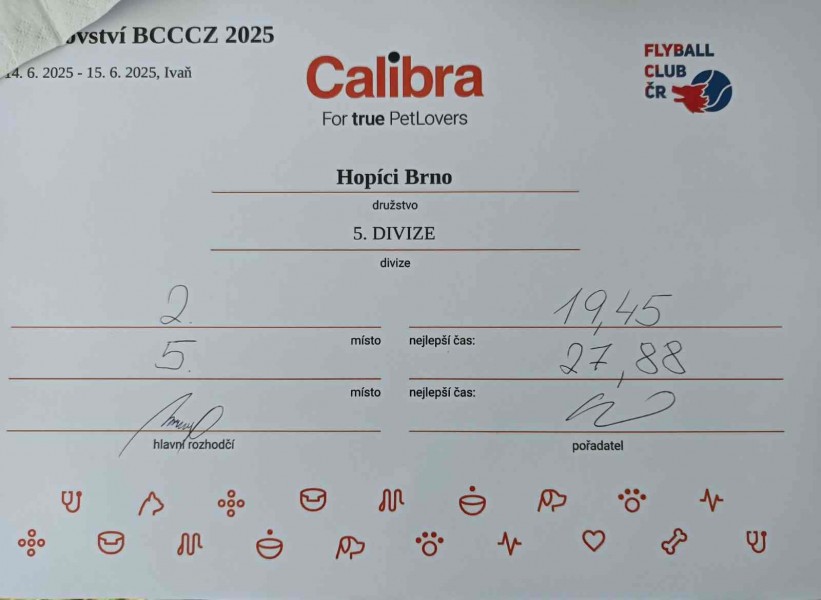 ovství BCCCZ 2025
14. 6. 2025 - 15. 6. 2025, Ivaň
Calibra
For true PetLovers
FLYBALL
CLUB
ČR
Hopíci Brno
družstvo
5. DIVIZE
divize
2. 19,45
místo nejlepší čas:
5. 27,88
místo nejlepší čas:
hlavní rozhodčí pořadatel